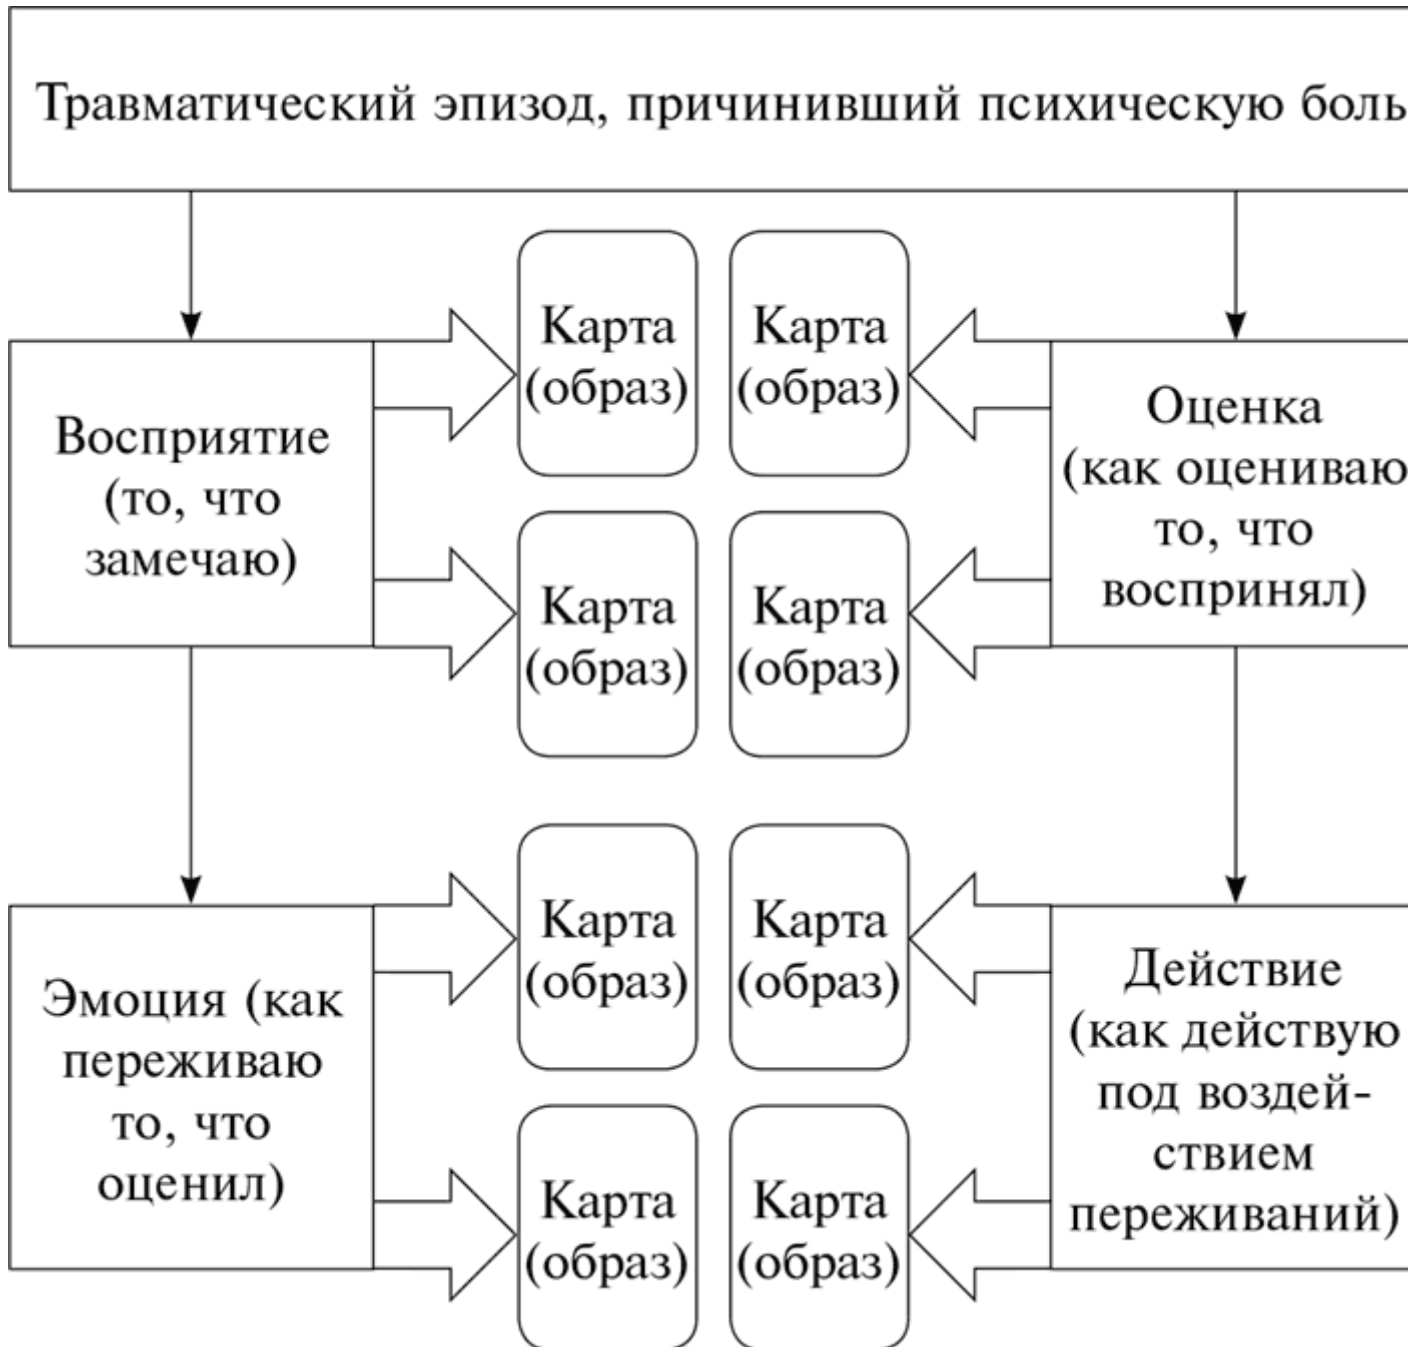 Травматический эпизод, причинивший психическую боль
Карта
(образ)
Карта
(образ)
Восприятие
(то, что
замечаю)
Оценка
(как оцениваю
то, что
воспринял)
Карта
(образ)
Карта
(образ)
Карта
(образ)
Карта
(образ)
Эмоция (как
переживаю
то, что
оценил)
Действие
(как действую
под воздей-
ствием
переживаний)
Карта
(образ)
Карта
(образ)